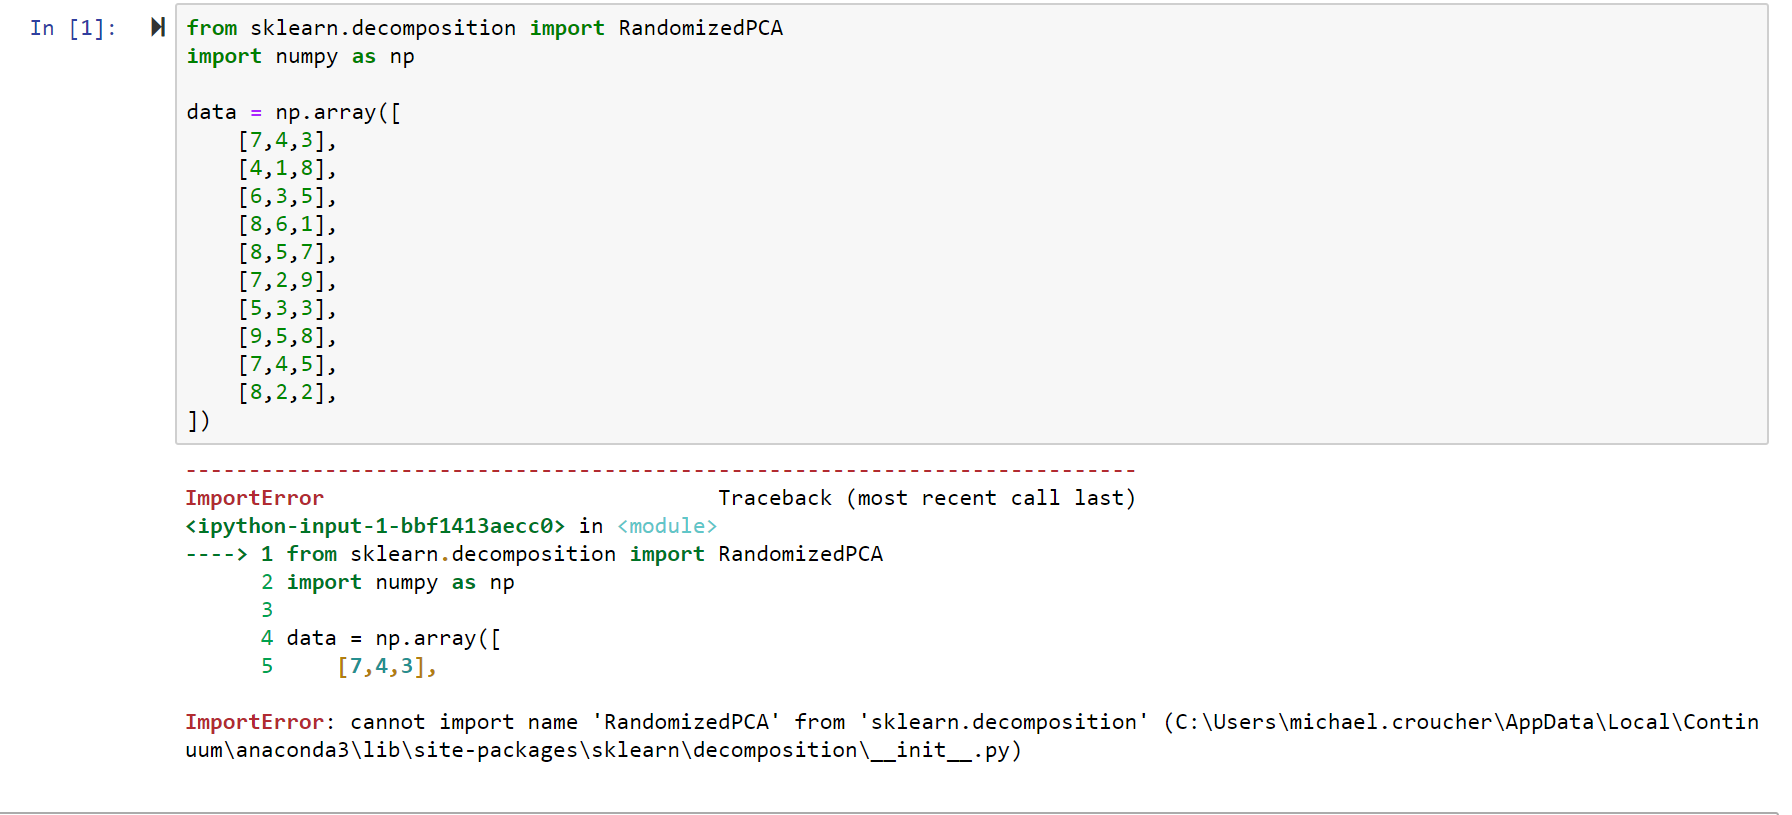 In [1]:
from sklearn.decomposition import RandomizedPCA
import numpy as np

data = np.array([
    [7,4,3],
    [4,1,8],
    [6,3,5],
    [8,6,1],
    [8,5,7],
    [7,2,9],
    [5,3,3],
    [9,5,8],
    [7,4,5],
    [8,2,2],
])
---------------------------------------------------------------------------
ImportError                               Traceback (most recent call last)
<ipython-input-1-bbf1413aecc0> in <module>
----> 1 from sklearn.decomposition import RandomizedPCA
      2 import numpy as np
      3
      4 data = np.array([
      5     [7,4,3],

ImportError: cannot import name 'RandomizedPCA' from 'sklearn.decomposition' (C:\Users\michael.croucher\AppData\Local\Contin
uum\anaconda3\lib\site-packages\sklearn\decomposition\__init__.py)